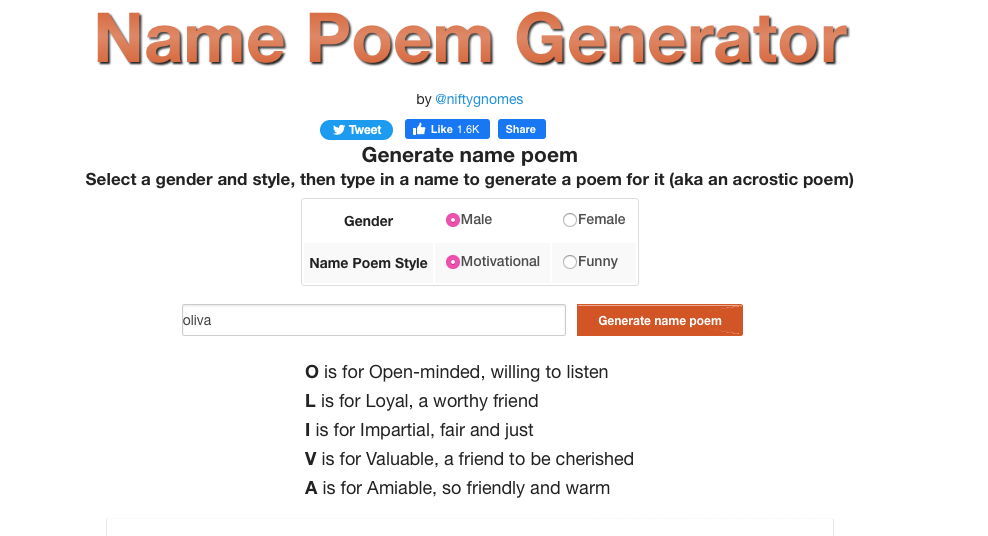 Name Poem Generator
by @niftygnomes
Tweet Like 1.6K Share
Generate name poem
Select a gender and style, then type in a name to generate a poem for it (aka an acrostic poem)
Gender Male Female
Name Poem Style Motivational Funny
oliva Generate name poem
O is for Open-minded, willing to listen
L is for Loyal, a worthy friend
I is for Impartial, fair and just
V is for Valuable, a friend to be cherished
A is for Amiable, so friendly and warm